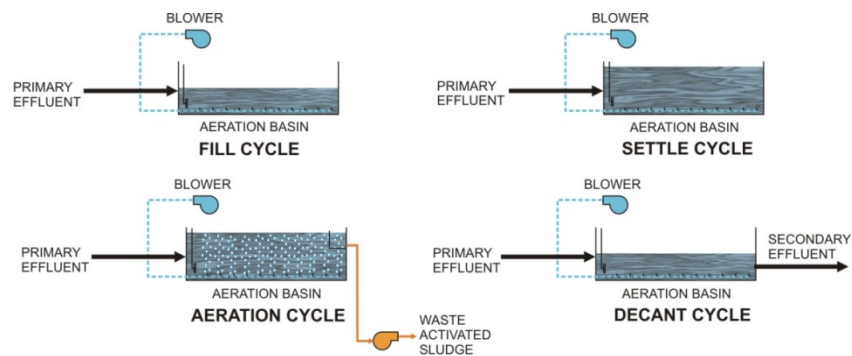 BLOWER
PRIMARY
EFFLUENT
AERATION BASIN
FILL CYCLE
BLOWER
PRIMARY
EFFLUENT
AERATION BASIN
SETTLE CYCLE
BLOWER
PRIMARY
EFFLUENT
AERATION BASIN
AERATION CYCLE
WASTE
ACTIVATED
SLUDGE
BLOWER
PRIMARY
EFFLUENT
SECONDARY
EFFLUENT
AERATION BASIN
DECANT CYCLE